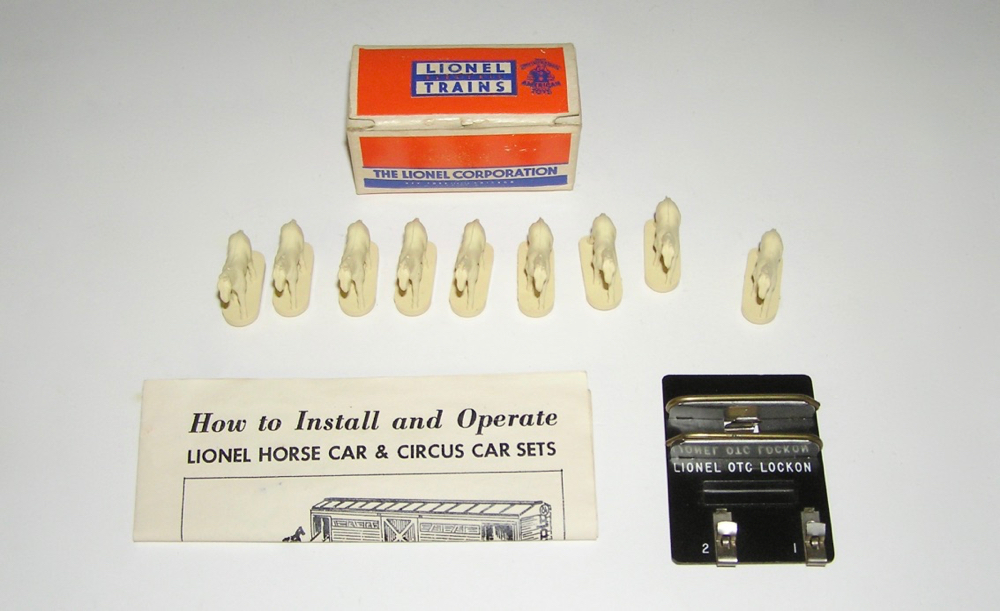 LIONEL
TRAINS
THE LIONEL CORPORATION
How to Install and Operate
LIONEL HORSE CAR & CIRCUS CAR SETS
LIONEL OTC LOCKON
2 1